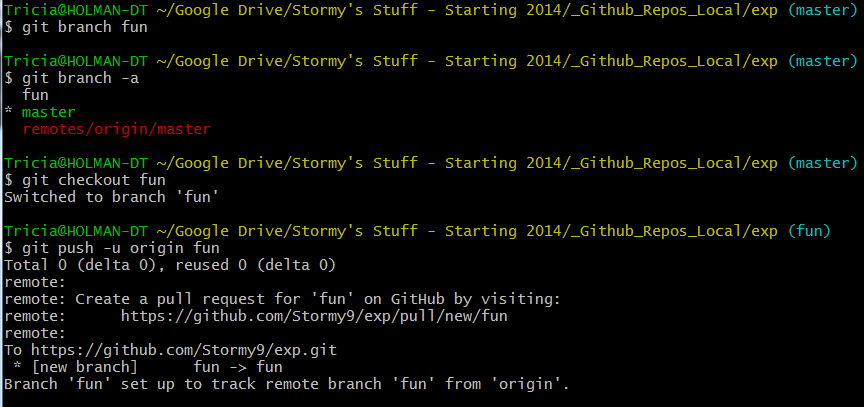 Tricia@HOLMAN-DT ~/Google Drive/Stormy's Stuff - Starting 2014/_Github_Repos_Local/exp (master)
$ git branch fun
Tricia@HOLMAN-DT ~/Google Drive/Stormy's Stuff - Starting 2014/_Github_Repos_Local/exp (master)
$ git branch -a
  fun
* master
  remotes/origin/master
Tricia@HOLMAN-DT ~/Google Drive/Stormy's Stuff - Starting 2014/_Github_Repos_Local/exp (master)
$ git checkout fun
Switched to branch 'fun'
Tricia@HOLMAN-DT ~/Google Drive/Stormy's Stuff - Starting 2014/_Github_Repos_Local/exp (fun)
$ git push -u origin fun
Total 0 (delta 0), reused 0 (delta 0)
remote:
remote: Create a pull request for 'fun' on GitHub by visiting:
remote:      https://github.com/Stormy9/exp/pull/new/fun
remote:
To https://github.com/Stormy9/exp.git
 * [new branch]      fun -> fun
Branch 'fun' set up to track remote branch 'fun' from 'origin'.